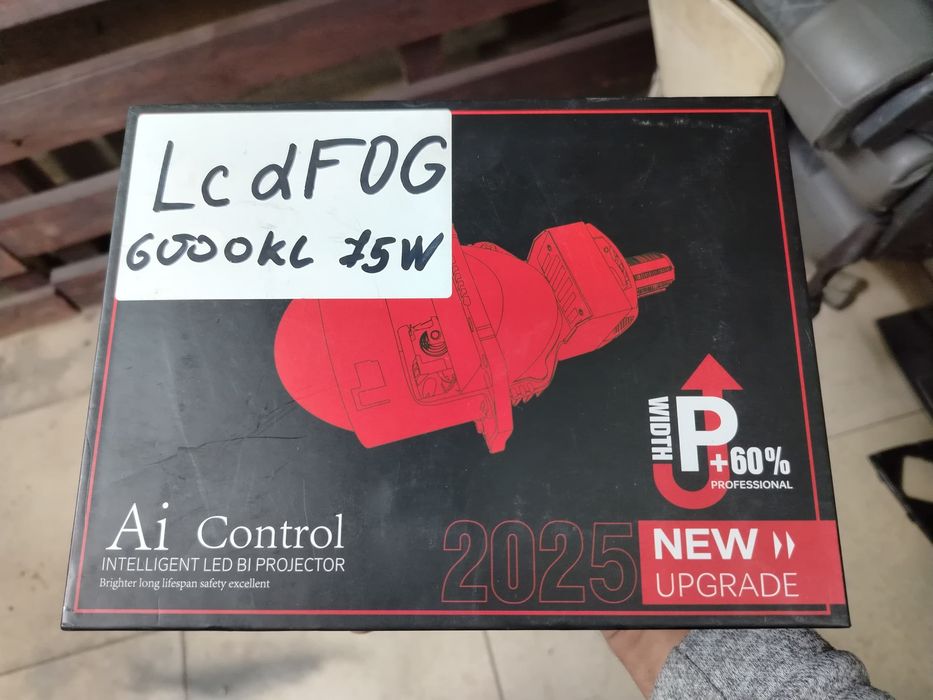 LcdFOG
6000KL 75W
WIDTH
P
+60%
PROFESSIONAL
Ai Control
INTELLIGENT LED BI PROJECTOR
Brighter long lifespan safety excellent
2025
NEW
UPGRADE